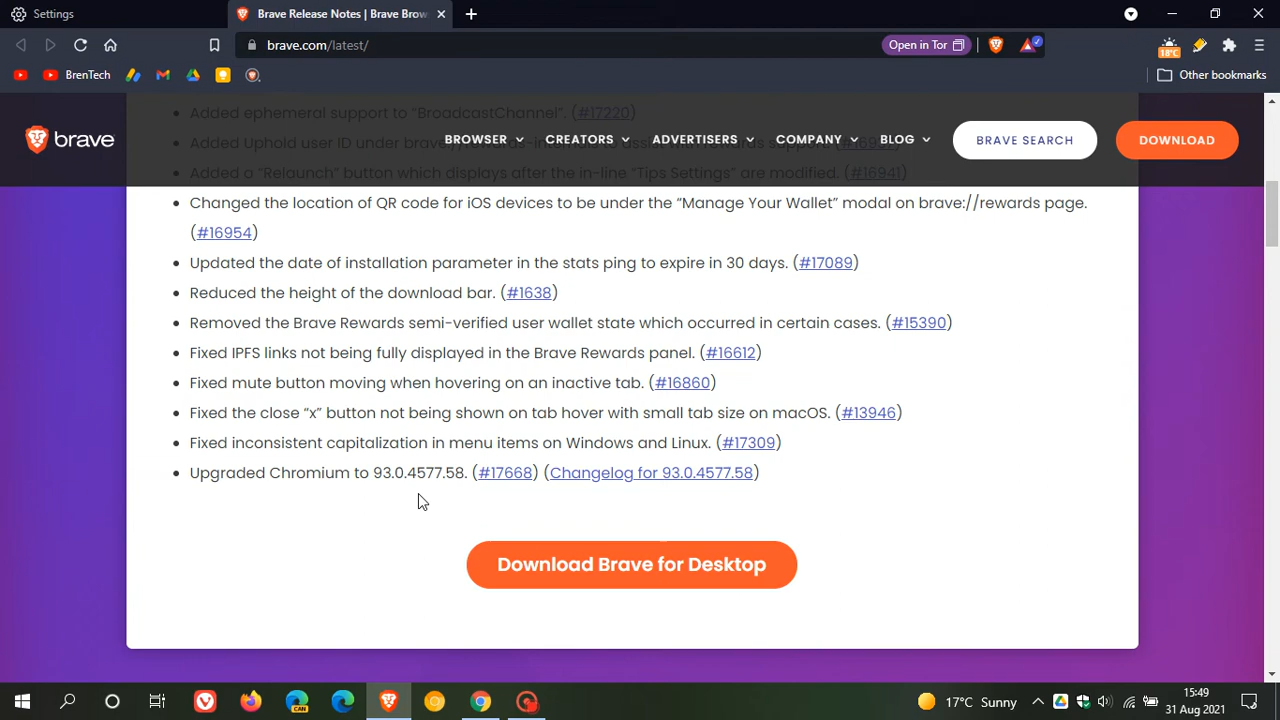 Settings
Brave Release Notes | Brave Brow
brave.com/latest/
Open in Tor
18°C
BrenTech
Other bookmarks
Added ephemeral support to “BroadcastChannel”. (#17220)
brave
BROWSER
CREATORS
ADVERTISERS
COMPANY
BLOG
BRAVE SEARCH
DOWNLOAD
Added Uphold user ID under
Added a “Relaunch” button which displays after the in-line “Tips Settings” are modified. (#16941)
Changed the location of QR code for iOS devices to be under the “Manage Your Wallet” modal on brave://rewards page.
(#16954)
Updated the date of installation parameter in the stats ping to expire in 30 days. (#17089)
Reduced the height of the download bar. (#1638)
Removed the Brave Rewards semi-verified user wallet state which occurred in certain cases. (#15390)
Fixed IPFS links not being fully displayed in the Brave Rewards panel. (#16612)
Fixed mute button moving when hovering on an inactive tab. (#16860)
Fixed the close “x” button not being shown on tab hover with small tab size on macOS. (#13946)
Fixed inconsistent capitalization in menu items on Windows and Linux. (#17309)
Upgraded Chromium to 93.0.4577.58. (#17668) (Changelog for 93.0.4577.58)
Download Brave for Desktop
CAN
17°C Sunny
15:49
31 Aug 2021